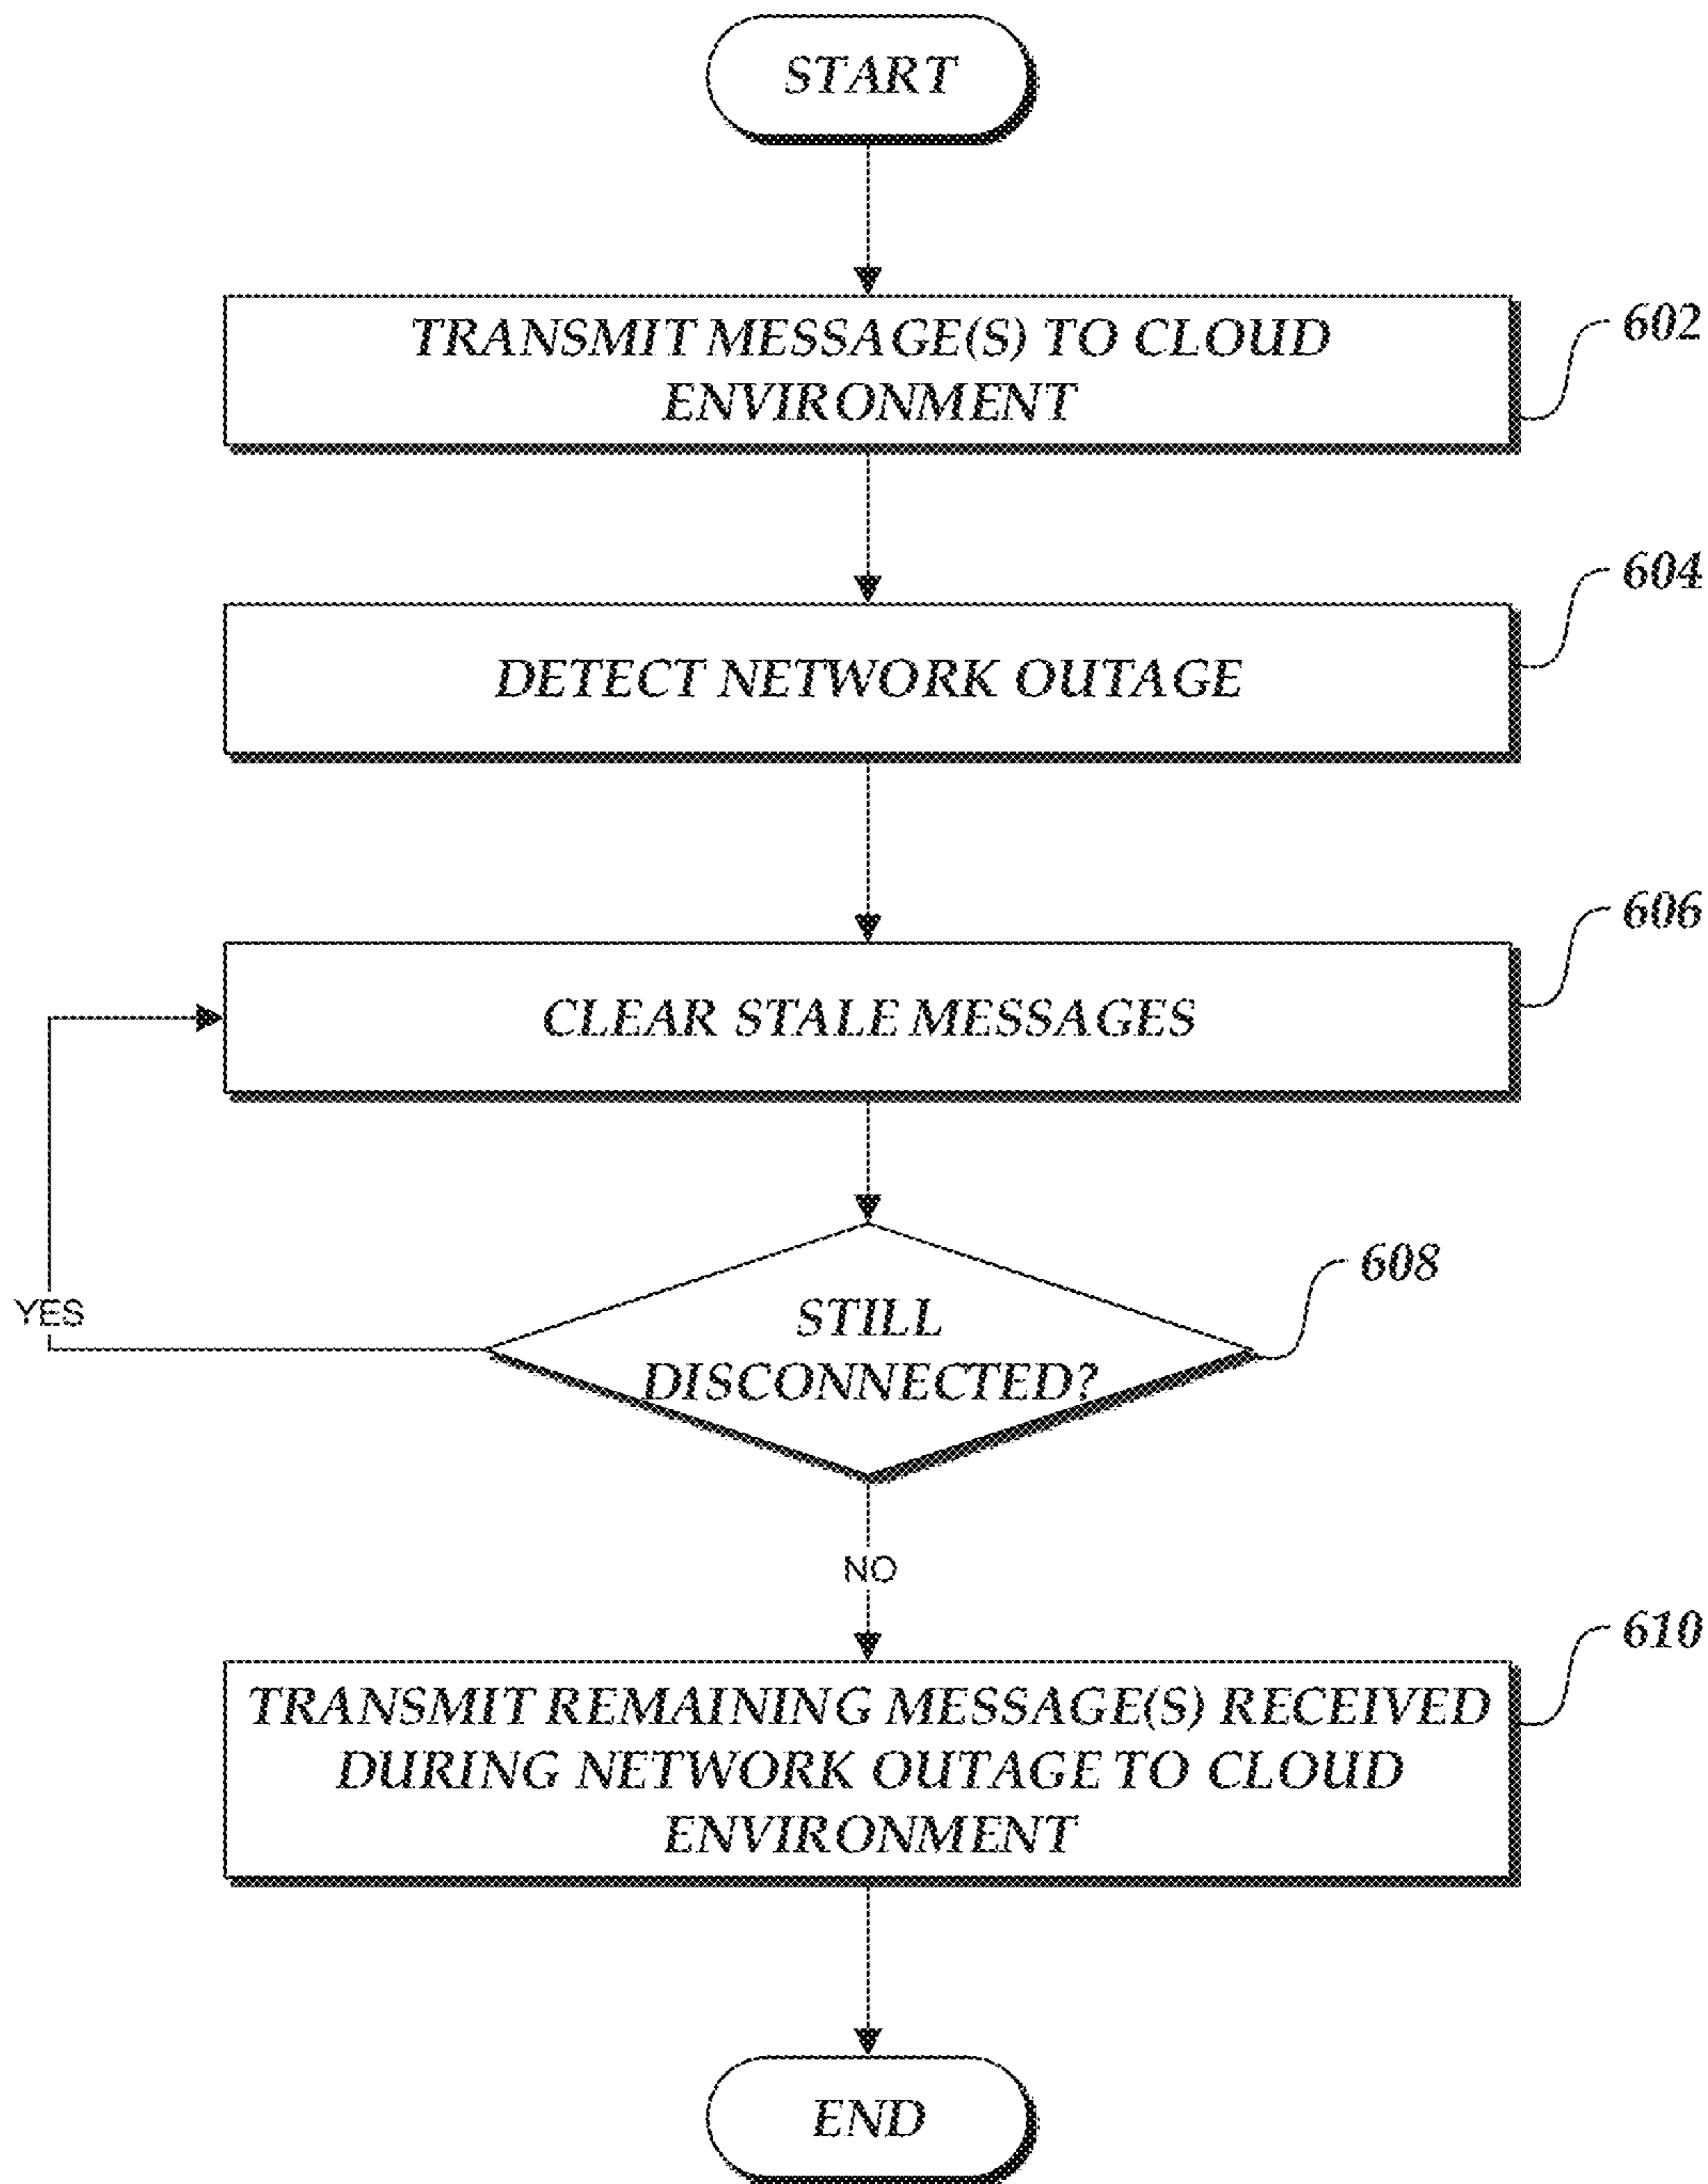 START
TRANSMIT MESSAGE(S) TO CLOUD
ENVIRONMENT
602
DETECT NETWORK OUTAGE
604
CLEAR STALE MESSAGES
606
STILL
DISCONNECTED?
608
YES
NO
TRANSMIT REMAINING MESSAGE(S) RECEIVED
DURING NETWORK OUTAGE TO CLOUD
ENVIRONMENT
610
END